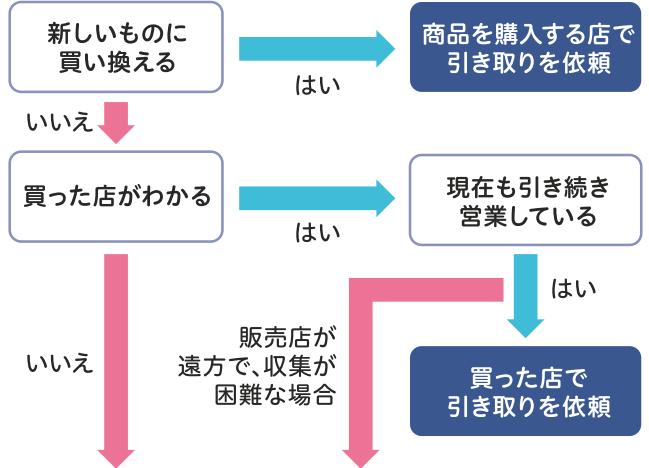 新しいものに
買い換える
はい
商品を購入する店で
引き取りを依頼
いいえ
買った店がわかる
はい
現在も引き続き
営業している
はい
販売店が
遠方で、収集が
困難な場合
いいえ
買った店で
引き取りを依頼